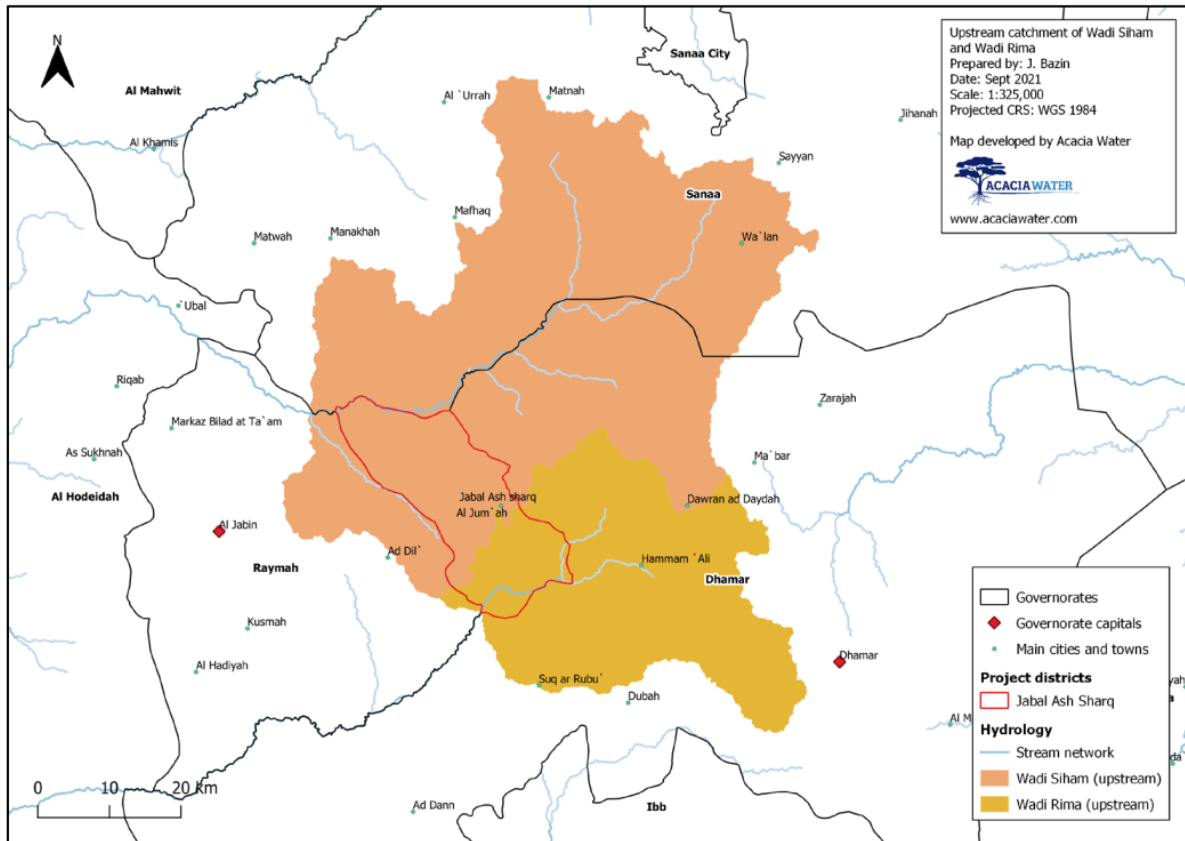 N
Sanaa City
Upstream catchment of Wadi Siham
and Wadi Rima
Prepared by: J. Bazin
Date: Sept 2021
Scale: 1:325,000
Projected CRS: WGS 1984
Map developed by Acacia Water
ACACIAWATER
www.acaciawater.com
Al Mahwit
Al `Urrah
Matnah
Jihanah
Al Khamis
Sayyan
Sanaa
Mafhaq
Matwah
Manakhah
Wa`lan
`Ubal
Riqab
Zarajah
Markaz Bilad at Ta`am
As Sukhnah
Ma`bar
Al Hodeidah
Jabal Ash sharq
Al Jum`ah
Dawran ad Daydah
Al Jabin
Ad Dil`
Hammam `Ali
Raymah
Dhamar
Kusmah
Dhamar
Al Hadiyah
Suq ar Rubu`
Dubah
Al M
Ad Dann
Ibb
0 10 20 km
Governorates
Governorate capitals
Main cities and towns
Project districts
Jabal Ash Sharq
Hydrology
Stream network
Wadi Siham (upstream)
Wadi Rima (upstream)